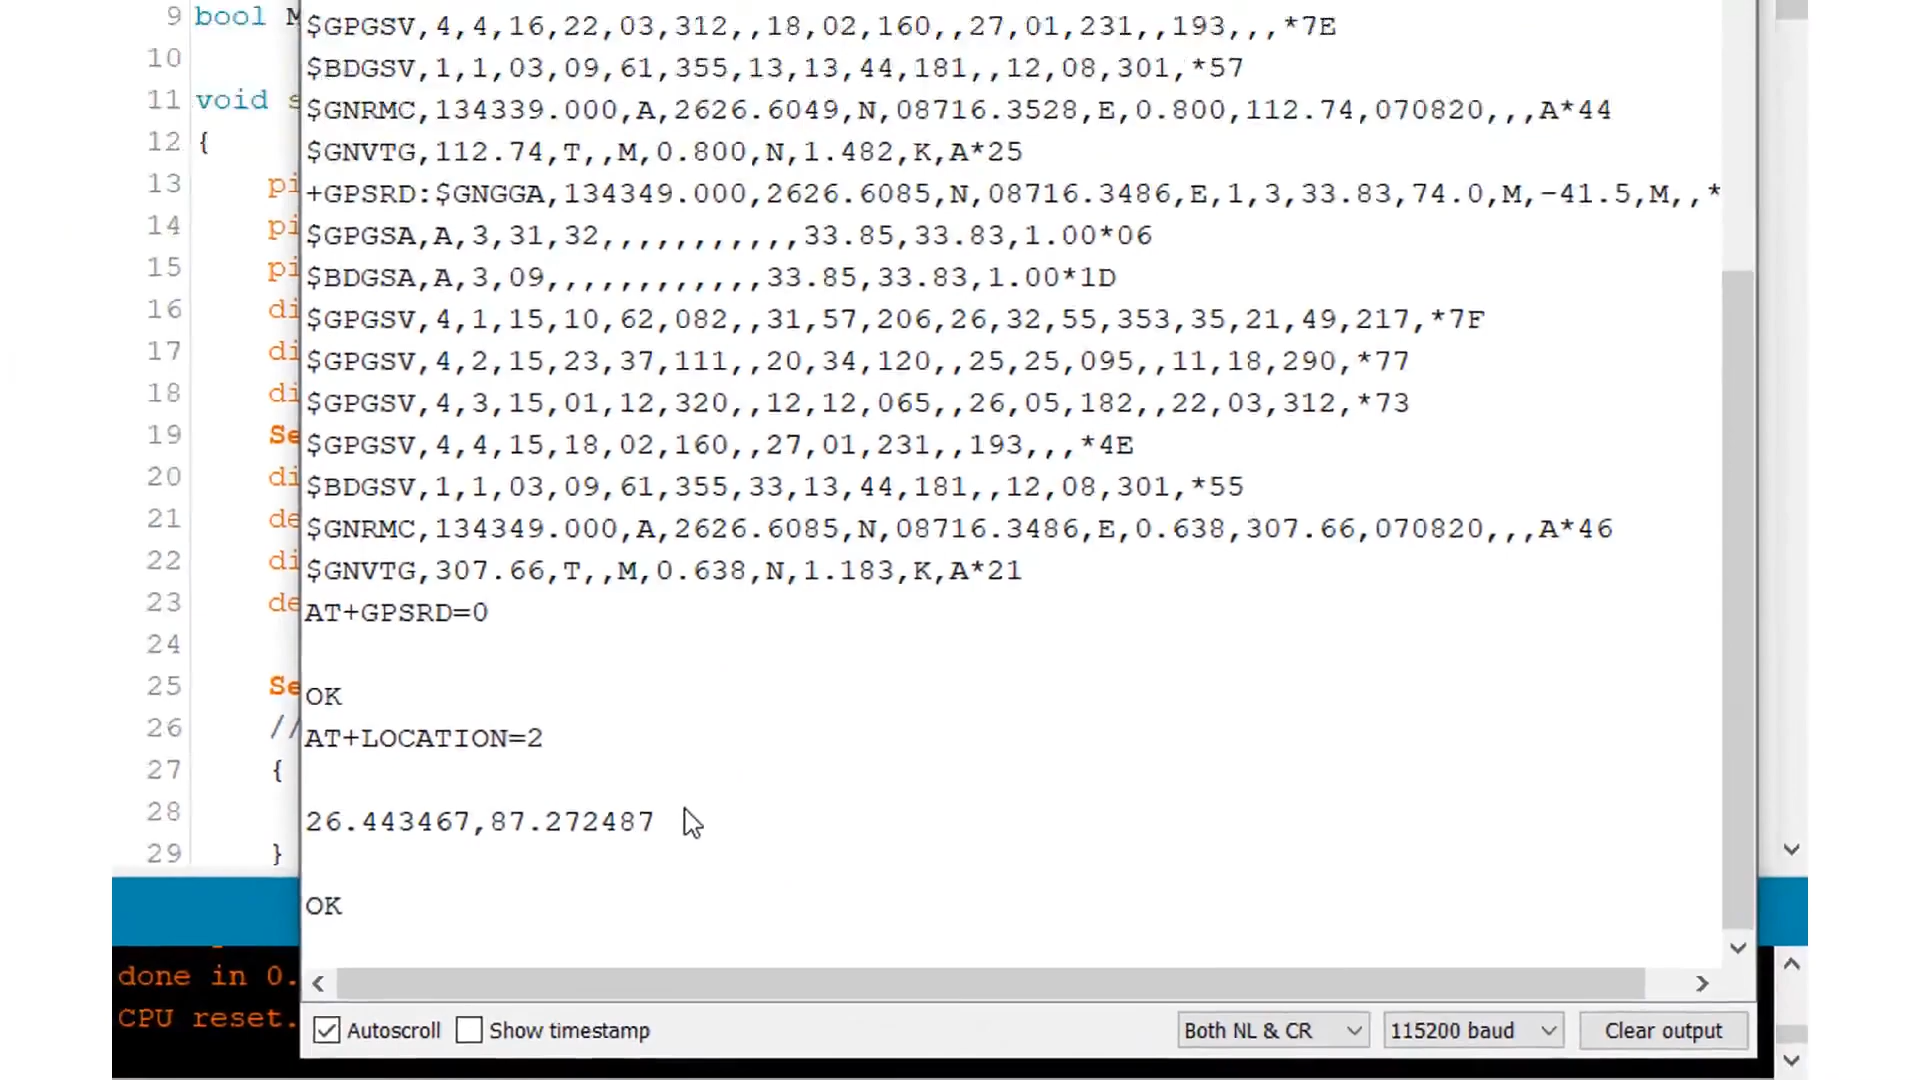 9 bool M
10
11 void s
12 {
13 pi
14 pi
15 pi
16 di
17 di
18 di
19 Se
20 di
21 de
22 di
23 de
24
25 Se
26 //
27 {
28
29 }
$GPGSV,4,4,16,22,03,312,,18,02,160,,27,01,231,,193,,,*7E
$BDGSV,1,1,03,09,61,355,13,13,44,181,,12,08,301,*57
$GNRMC,134339.000,A,2626.6049,N,08716.3528,E,0.800,112.74,070820,,,A*44
$GNVTG,112.74,T,,M,0.800,N,1.482,K,A*25
+GPSRD:$GNGGA,134349.000,2626.6085,N,08716.3486,E,1,3,33.83,74.0,M,-41.5,M,,*
$GPGSA,A,3,31,32,,,,,,,,,,,33.85,33.83,1.00*06
$BDGSA,A,3,09,,,,,,,,,,,,33.85,33.83,1.00*1D
$GPGSV,4,1,15,10,62,082,,31,57,206,26,32,55,353,35,21,49,217,*7F
$GPGSV,4,2,15,23,37,111,,20,34,120,,25,25,095,,11,18,290,*77
$GPGSV,4,3,15,01,12,320,,12,12,065,,26,05,182,,22,03,312,*73
$GPGSV,4,4,15,18,02,160,,27,01,231,,193,,,*4E
$BDGSV,1,1,03,09,61,355,33,13,44,181,,12,08,301,*55
$GNRMC,134349.000,A,2626.6085,N,08716.3486,E,0.638,307.66,070820,,,A*46
$GNVTG,307.66,T,,M,0.638,N,1.183,K,A*21
AT+GPSRD=0
OK
AT+LOCATION=2
26.443467,87.272487
OK
done in 0.
CPU reset.
Autoscroll Show timestamp Both NL & CR 115200 baud Clear output